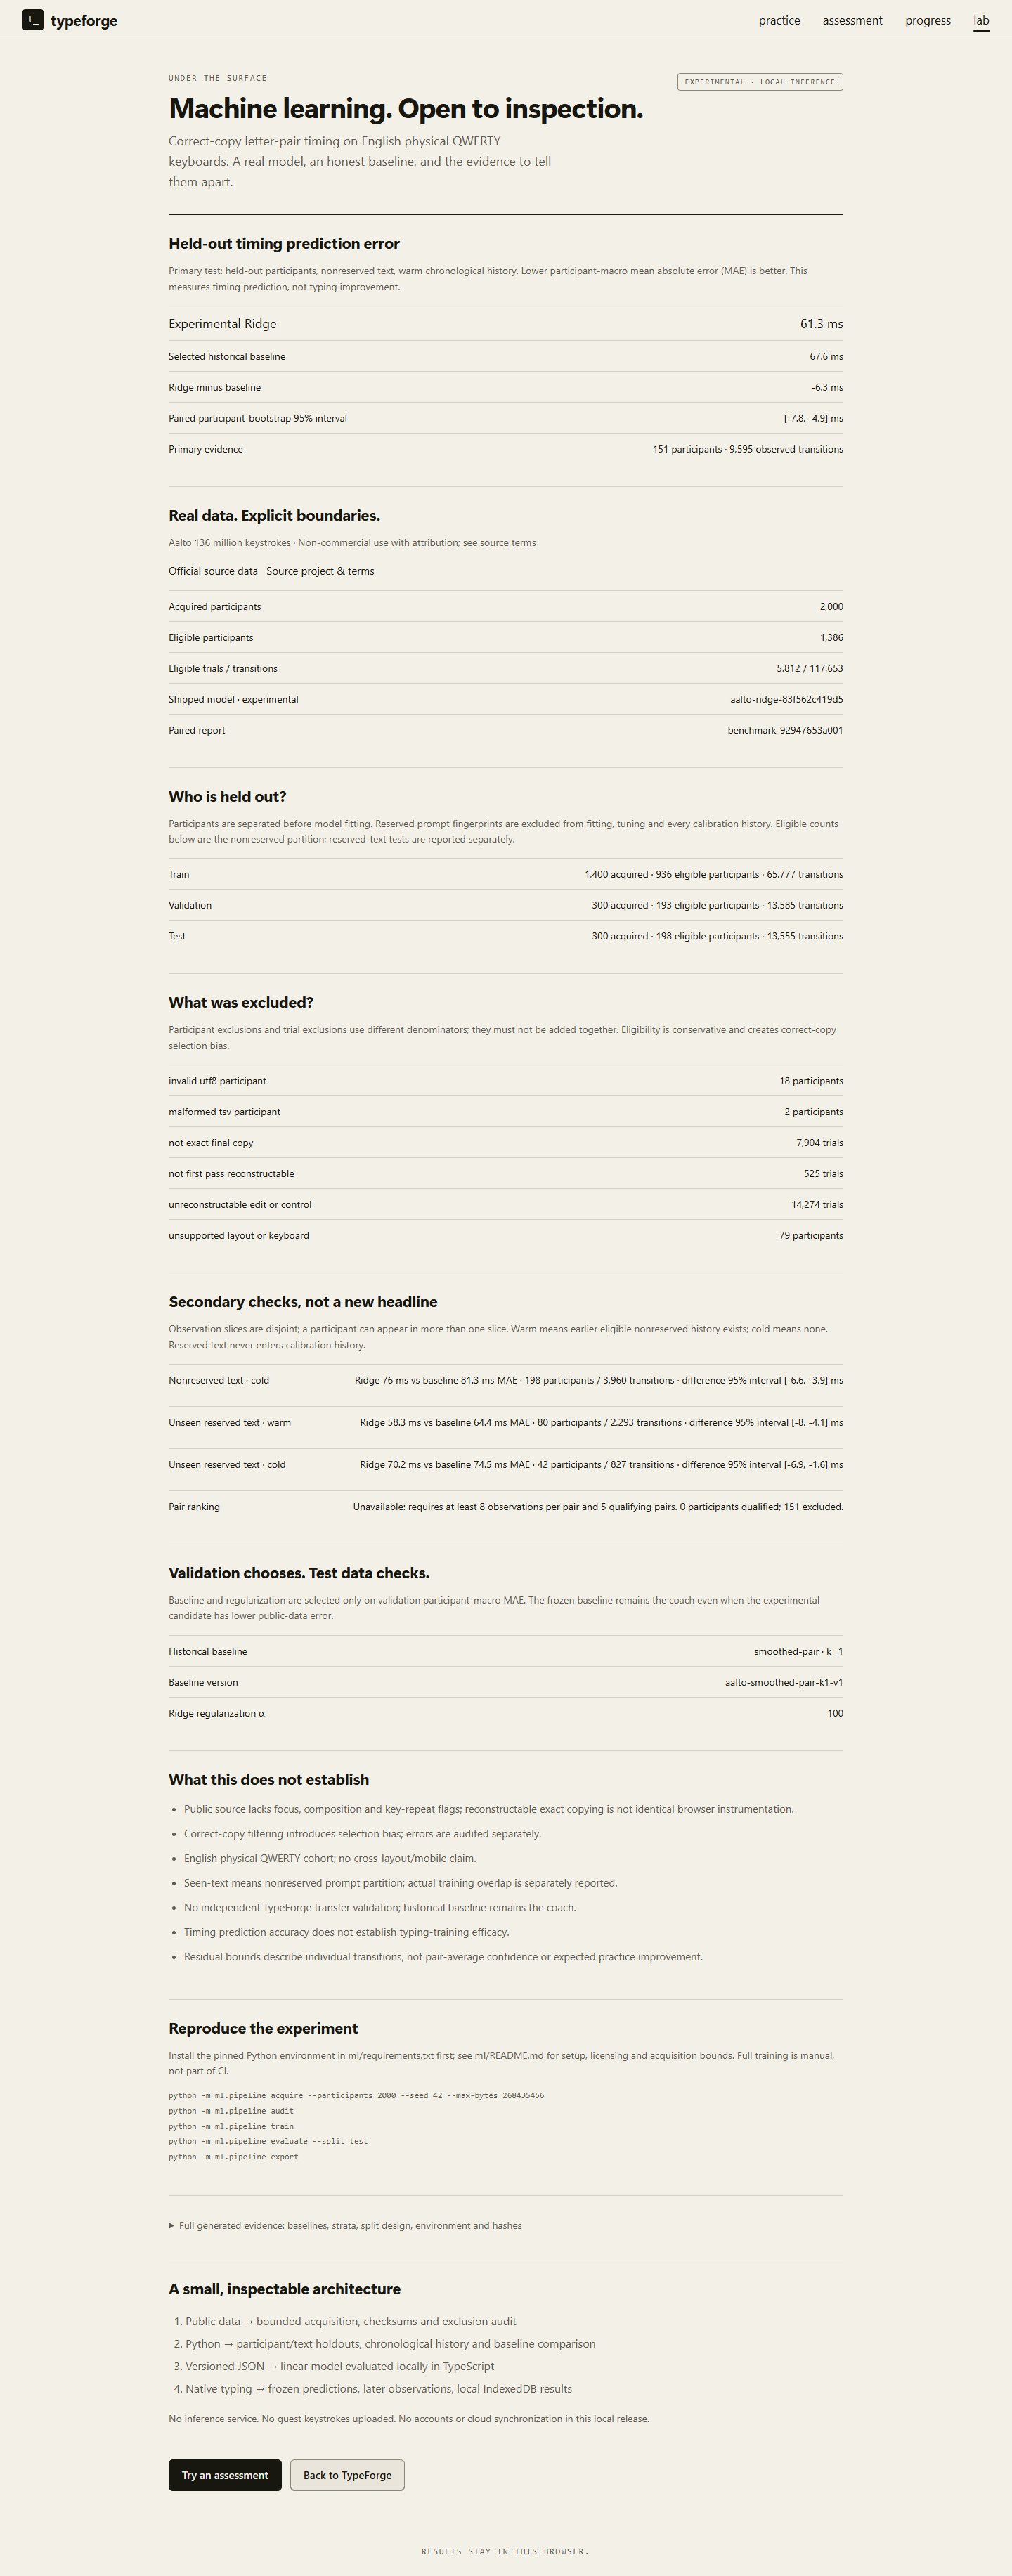 t_ typeforge
practice assessment progress lab
UNDER THE SURFACE
EXPERIMENTAL · LOCAL INFERENCE
Machine learning. Open to inspection.
Correct-copy letter-pair timing on English physical QWERTY
keyboards. A real model, an honest baseline, and the evidence to tell
them apart.
Held-out timing prediction error
Primary test: held-out participants, nonreserved text, warm chronological history. Lower participant-macro mean absolute error (MAE) is better. This
measures timing prediction, not typing improvement.
Experimental Ridge 61.3 ms
Selected historical baseline 67.6 ms
Ridge minus baseline -6.3 ms
Paired participant-bootstrap 95% interval [-7.8, -4.9] ms
Primary evidence 151 participants · 9,595 observed transitions
Real data. Explicit boundaries.
Aalto 136 million keystrokes · Non-commercial use with attribution; see source terms
Official source data Source project & terms
Acquired participants 2,000
Eligible participants 1,386
Eligible trials / transitions 5,812 / 117,653
Shipped model · experimental aalto-ridge-83f562c419d5
Paired report benchmark-92947653a001
Who is held out?
Participants are separated before model fitting. Reserved prompt fingerprints are excluded from fitting, tuning and every calibration history. Eligible counts
below are the nonreserved partition; reserved-text tests are reported separately.
Train 1,400 acquired · 936 eligible participants · 65,777 transitions
Validation 300 acquired · 193 eligible participants · 13,585 transitions
Test 300 acquired · 198 eligible participants · 13,555 transitions
What was excluded?
Participant exclusions and trial exclusions use different denominators; they must not be added together. Eligibility is conservative and creates correct-copy
selection bias.
invalid utf8 participant 18 participants
malformed tsv participant 2 participants
not exact final copy 7,904 trials
not first pass reconstructable 525 trials
unreconstructable edit or control 14,274 trials
unsupported layout or keyboard 79 participants
Secondary checks, not a new headline
Observation slices are disjoint; a participant can appear in more than one slice. Warm means earlier eligible nonreserved history exists; cold means none.
Reserved text never enters calibration history.
Nonreserved text · cold Ridge 76 ms vs baseline 81.3 ms MAE · 198 participants / 3,960 transitions · difference 95% interval [-6.6, -3.9] ms
Unseen reserved text · warm Ridge 58.3 ms vs baseline 64.4 ms MAE · 80 participants / 2,293 transitions · difference 95% interval [-8, -4.1] ms
Unseen reserved text · cold Ridge 70.2 ms vs baseline 74.5 ms MAE · 42 participants / 827 transitions · difference 95% interval [-6.9, -1.6] ms
Pair ranking Unavailable: requires at least 8 observations per pair and 5 qualifying pairs. 0 participants qualified; 151 excluded.
Validation chooses. Test data checks.
Baseline and regularization are selected only on validation participant-macro MAE. The frozen baseline remains the coach even when the experimental
candidate has lower public-data error.
Historical baseline smoothed-pair · k=1
Baseline version aalto-smoothed-pair-k1-v1
Ridge regularization α 100
What this does not establish
• Public source lacks focus, composition and key-repeat flags; reconstructable exact copying is not identical browser instrumentation.
• Correct-copy filtering introduces selection bias; errors are audited separately.
• English physical QWERTY cohort; no cross-layout/mobile claim.
• Seen-text means nonreserved prompt partition; actual training overlap is separately reported.
• No independent TypeForge transfer validation; historical baseline remains the coach.
• Timing prediction accuracy does not establish typing-training efficacy.
• Residual bounds describe individual transitions, not pair-average confidence or expected practice improvement.
Reproduce the experiment
Install the pinned Python environment in ml/requirements.txt first; see ml/README.md for setup, licensing and acquisition bounds. Full training is manual,
not part of CI.
python -m ml.pipeline acquire --participants 2000 --seed 42 --max-bytes 268435456
python -m ml.pipeline audit
python -m ml.pipeline train
python -m ml.pipeline evaluate --split test
python -m ml.pipeline export
▶ Full generated evidence: baselines, strata, split design, environment and hashes
A small, inspectable architecture
1. Public data → bounded acquisition, checksums and exclusion audit
2. Python → participant/text holdouts, chronological history and baseline comparison
3. Versioned JSON → linear model evaluated locally in TypeScript
4. Native typing → frozen predictions, later observations, local IndexedDB results
No inference service. No guest keystrokes uploaded. No accounts or cloud synchronization in this local release.
Try an assessment Back to TypeForge
RESULTS STAY IN THIS BROWSER.